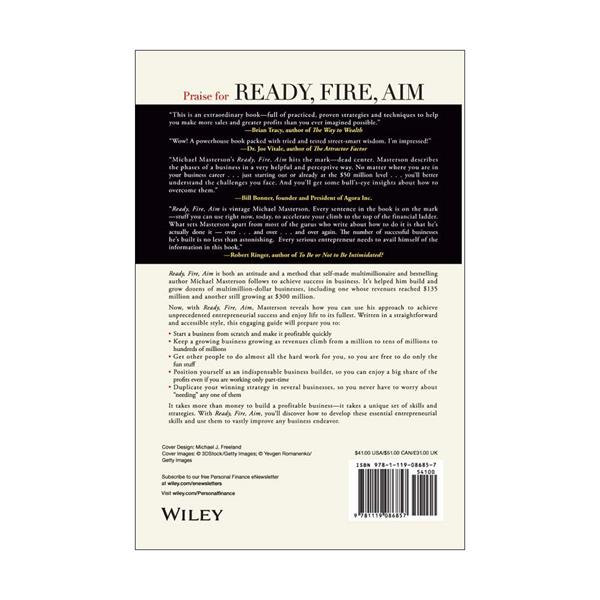 Praise for READY, FIRE, AIM
"This is an extraordinary book—full of practiced, proven strategies and techniques to help
you make more sales and greater profits than you ever imagined possible."
—Brian Tracy, author of The Way to Wealth
"Wow! A powerhouse book packed with tried and tested street-smart wisdom. I'm impressed!"
—Dr. Joe Vitale, author of The Attractor Factor
"Michael Masterson's Ready, Fire, Aim hits the mark—dead center. Masterson describes
the phases of a business in a very helpful and perceptive way. No matter where you are in
your business career . . . just starting out or already at the $50 million level . . . you'll better
understand the challenges you face. And you'll get some bull's-eye insights about how to
overcome them."
—Bill Bonner, founder and President of Agora Inc.
"Ready, Fire, Aim is vintage Michael Masterson. Every sentence in the book is on the mark
—stuff you can use right now, today, to accelerate your climb to the top of the financial ladder.
What sets Masterson apart from most of the gurus who write about how to do it is that he's
actually done it — over . . . and over . . . and over again. The number of successful businesses
he's built is no less than astonishing. Every serious entrepreneur needs to avail himself of the
information in this book."
—Robert Ringer, author of To Be or Not to Be Intimidated?
Ready, Fire, Aim is both an attitude and a method that self-made multimillionaire and bestselling
author Michael Masterson follows to achieve success in business. It's helped him build and
grow dozens of multimillion-dollar businesses, including one whose revenues reached $135
million and another still growing at $300 million.
Now, with Ready, Fire, Aim, Masterson reveals how you can use his approach to achieve
unprecedented entrepreneurial success and enjoy life to its fullest. Written in a straightforward
and accessible style, this engaging guide will prepare you to:
• Start a business from scratch and make it profitable quickly
• Keep a growing business growing as revenues climb from a million to tens of millions to
hundreds of millions
• Get other people to do almost all the hard work for you, so you are free to do only the
fun stuff
• Position yourself as an indispensable business builder, so you can enjoy a big share of the
profits even if you are working only part-time
• Duplicate your winning strategy in several businesses, so you never have to worry about
"needing" any one of them
It takes more than money to build a profitable business—it takes a unique set of skills and
strategies. With Ready, Fire, Aim, you'll discover how to develop these essential entrepreneurial
skills and use them to vastly improve any business endeavor.
Cover Design: Michael J. Freeland
Cover Images: © 3DStock/Getty Images; © Yevgen Romanenko/
Getty Images
Subscribe to our free Personal Finance eNewsletter
at wiley.com/enewsletters
Visit wiley.com/Personalfinance
WILEY
$41.00 USA/$51.00 CAN/£31.00 UK
ISBN 978-1-119-08685-7
54100
9 781119 086857